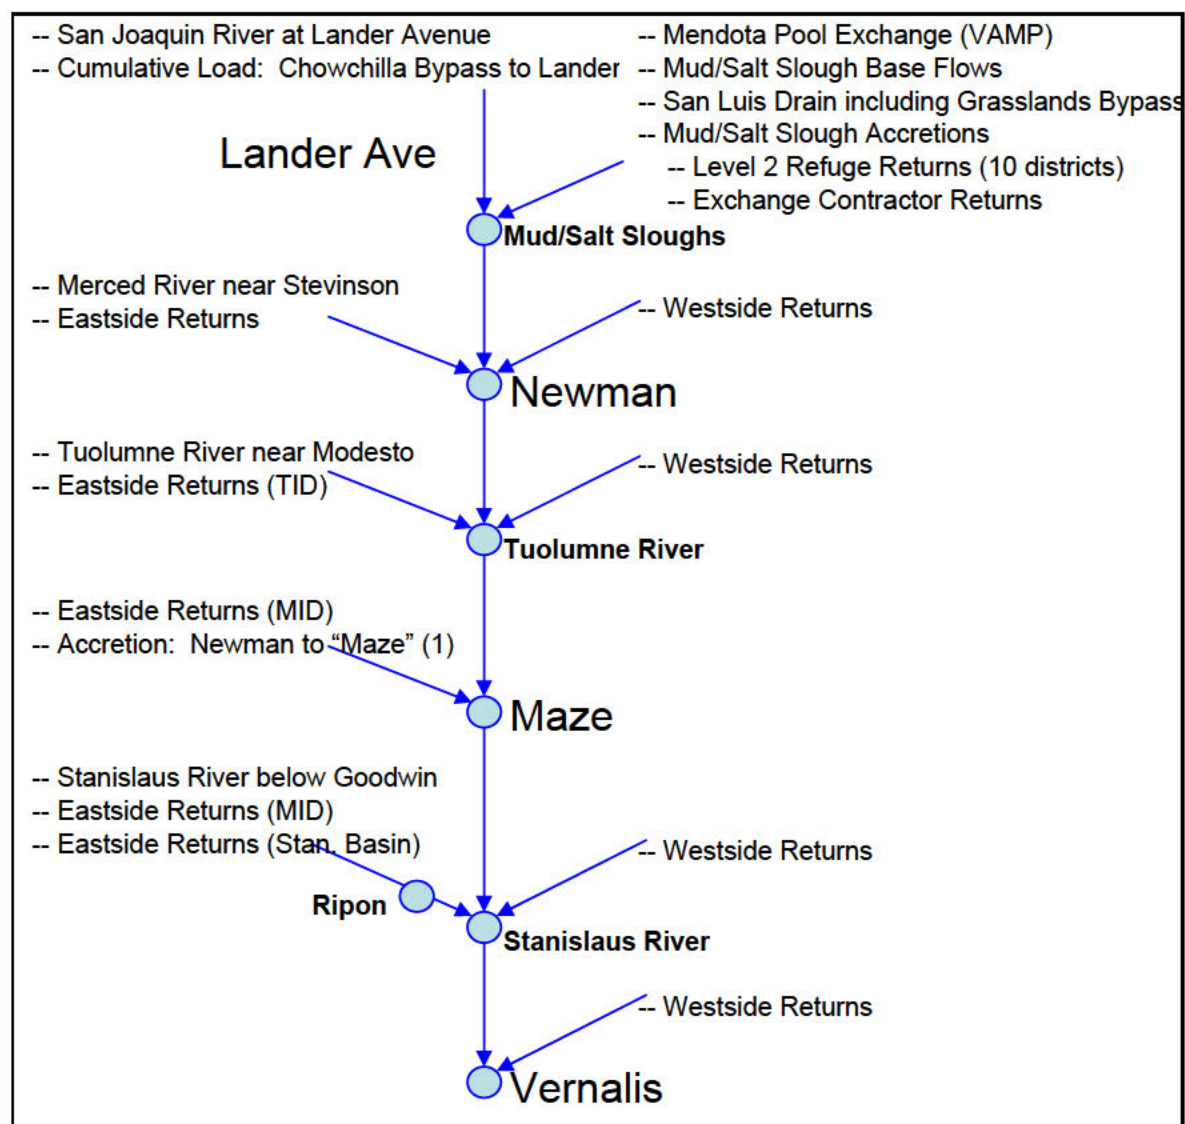 -- San Joaquin River at Lander Avenue
-- Cumulative Load:  Chowchilla Bypass to Lander
-- Mendota Pool Exchange (VAMP)
-- Mud/Salt Slough Base Flows
-- San Luis Drain including Grasslands Bypass
-- Mud/Salt Slough Accretions
-- Level 2 Refuge Returns (10 districts)
-- Exchange Contractor Returns
Lander Ave
Mud/Salt Sloughs
-- Merced River near Stevinson
-- Eastside Returns
-- Westside Returns
Newman
-- Tuolumne River near Modesto
-- Eastside Returns (TID)
-- Westside Returns
Tuolumne River
-- Eastside Returns (MID)
-- Accretion:  Newman to “Maze” (1)
Maze
-- Stanislaus River below Goodwin
-- Eastside Returns (MID)
-- Eastside Returns (Stan. Basin)
-- Westside Returns
Ripon
Stanislaus River
-- Westside Returns
Vernalis